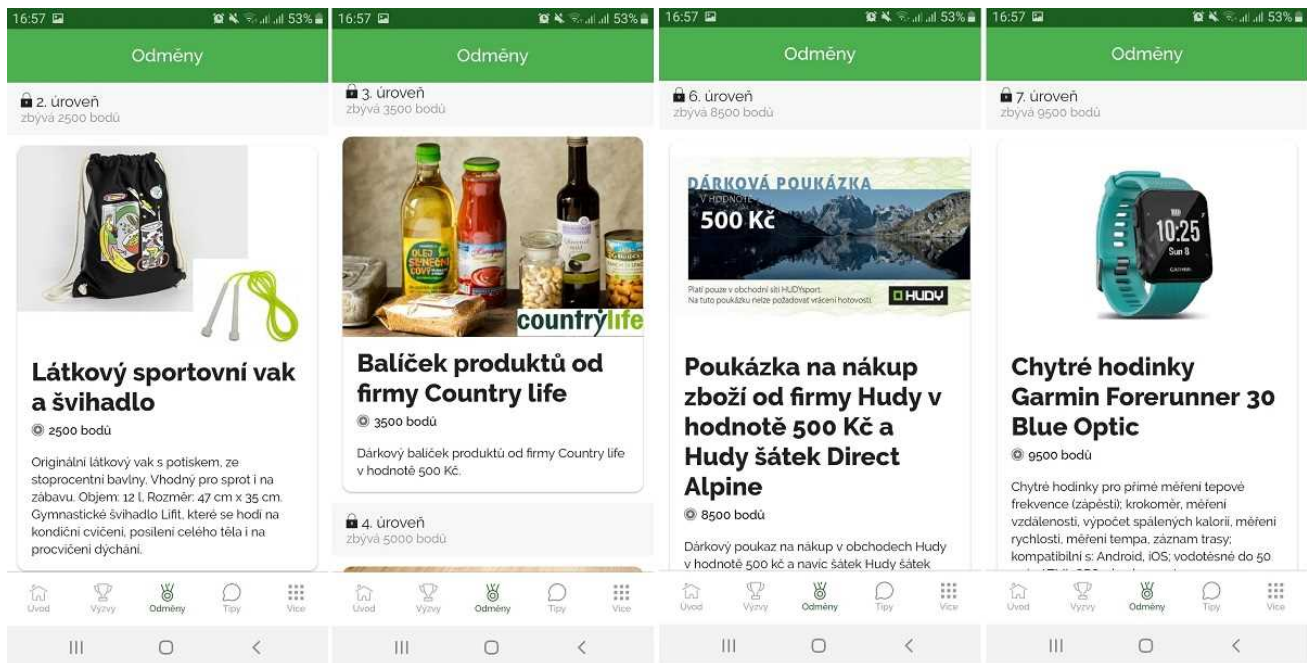 16:57
53%
Odměny
2. úroveň
zbývá 2500 bodů
Látkový sportovní vak
a švihadlo
2500 bodů
Originální látkový vak s potiskem, ze
stoprocentní bavlny. Vhodný pro sprot i na
zábavu. Objem: 12 l, Rozměr: 47 cm x 35 cm.
Gymnastické švihadlo Lifit, které se hodí na
kondiční cvičení, posílení celého těla i na
procvičení dýchání.
Úvod
Výzvy
Odměny
Tipy
Více
16:57
53%
Odměny
3. úroveň
zbývá 3500 bodů
OLEJ
SLUNEČNI
COVÝ
countrylife
Balíček produktů od
firmy Country life
3500 bodů
Dárkový balíček produktů od firmy Country life
v hodnotě 500 Kč.
4. úroveň
zbývá 5000 bodů
Úvod
Výzvy
Odměny
Tipy
Více
16:57
53%
Odměny
6. úroveň
zbývá 8500 bodů
DÁRKOVÁ POUKÁZKA
V HODNOTĚ
500 Kč
Platí pouze v obchodní síti HUDYsport.
Na tuto poukázku nelze požadovat vrácení hotovosti.
HUDY
Poukázka na nákup
zboží od firmy Hudy v
hodnotě 500 Kč a
Hudy šátek Direct
Alpine
8500 bodů
Dárkový poukaz na nákup v obchodech Hudy
v hodnotě 500 kč a navíc šátek Hudy šátek
Úvod
Výzvy
Odměny
Tipy
Více
16:57
53%
Odměny
7. úroveň
zbývá 9500 bodů
10:25
Sun 8
GARMIN
Chytré hodinky
Garmin Forerunner 30
Blue Optic
9500 bodů
Chytré hodinky pro přímé měření tepové
frekvence (zápěstí); krokoměr, měření
vzdálenosti, výpočet spálených kalorií, měření
rychlosti, měření tempa, záznam trasy;
kompatibilní s: Android, iOS; vodotěsné do 50
Úvod
Výzvy
Odměny
Tipy
Více